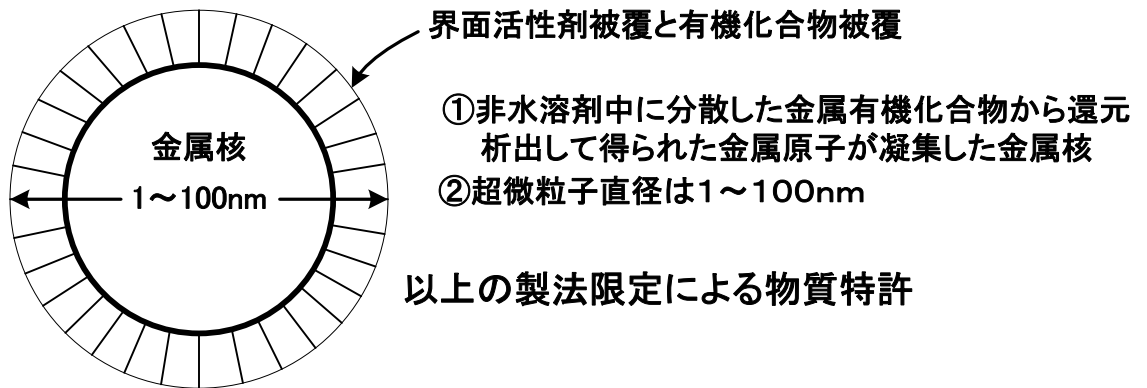 界面活性剤被覆と有機化合物被覆
①非水溶剤中に分散した金属有機化合物から還元
析出して得られた金属原子が凝集した金属核
②超微粒子直径は1～100nm
金属核
1～100nm
以上の製法限定による物質特許